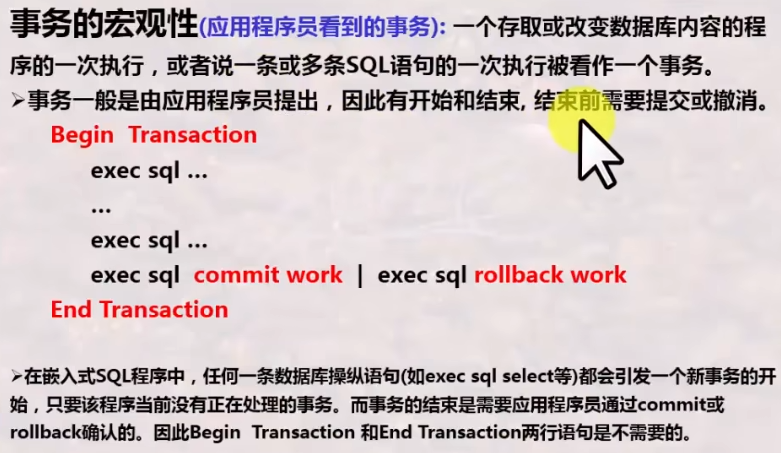 事务的宏观性(应用程序员看到的事务): 一个存取或改变数据库内容的程
序的一次执行，或者说一条或多条SQL语句的一次执行被看作一个事务。
➢事务一般是由应用程序员提出，因此有开始和结束, 结束前需要提交或撤消。
Begin Transaction
exec sql ...
...
exec sql ...
exec sql commit work | exec sql rollback work
End Transaction
➢在嵌入式SQL程序中，任何一条数据库操纵语句(如exec sql select等)都会引发一个新事务的开
始，只要该程序当前没有正在处理的事务。而事务的结束是需要应用程序员通过commit或
rollback确认的。因此Begin Transaction 和End Transaction两行语句是不需要的。